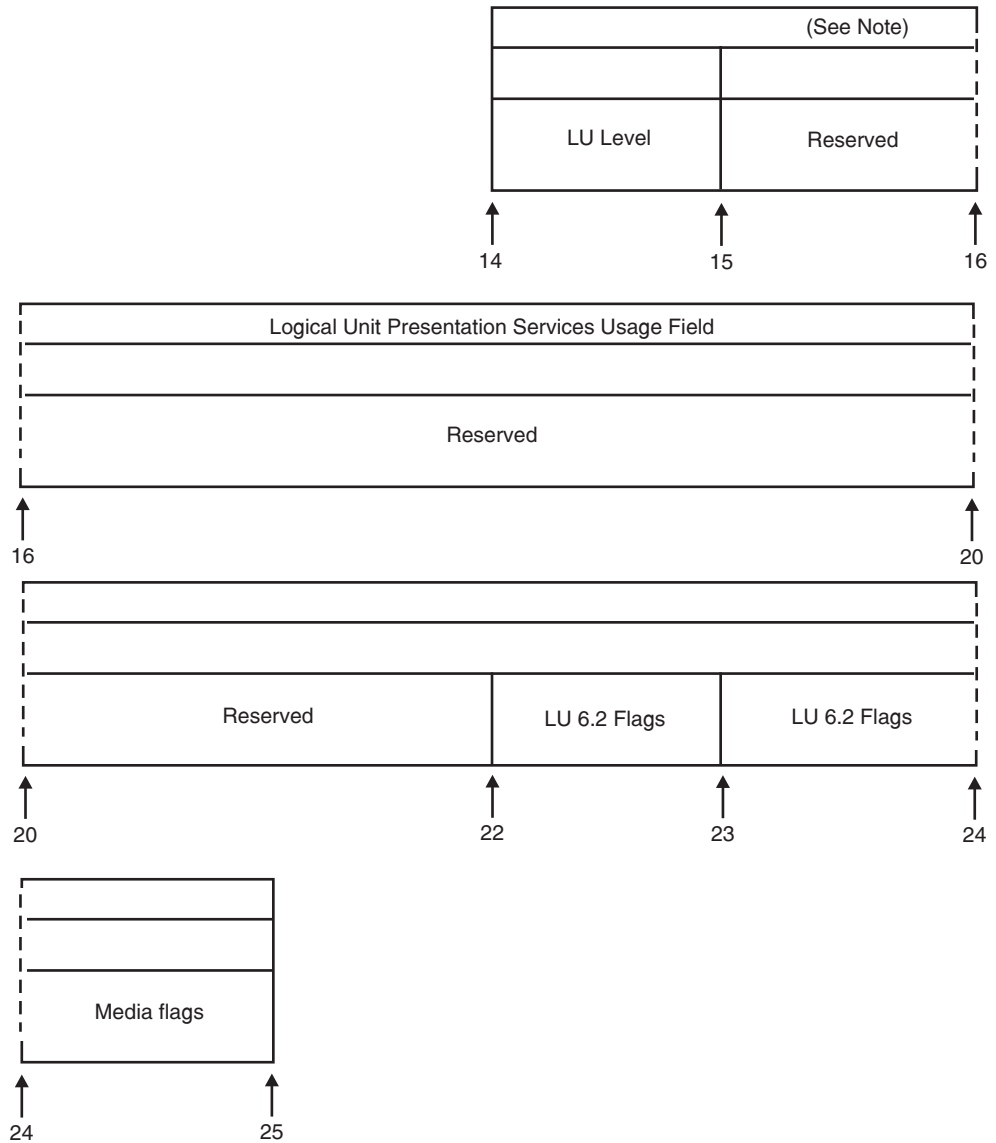 (See Note)
LU Level Reserved
14 15 16
Logical Unit Presentation Services Usage Field
Reserved
16 20
Reserved LU 6.2 Flags LU 6.2 Flags
20 22 23 24
Media flags
24 25